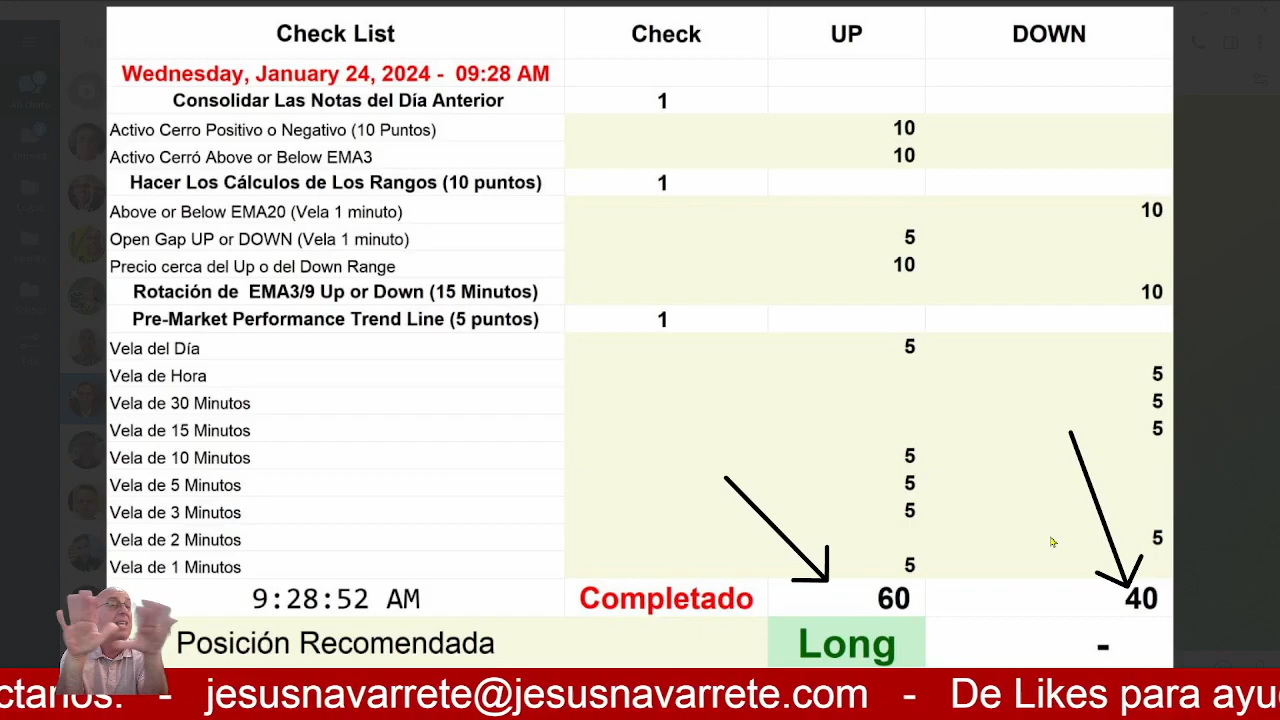 Check List Check UP DOWN
Wednesday, January 24, 2024 - 09:28 AM
Consolidar Las Notas del Día Anterior 1
Activo Cerro Positivo o Negativo (10 Puntos) 10
Activo Cerró Above or Below EMA3 10
Hacer Los Cálculos de Los Rangos (10 puntos) 1
Above or Below EMA20 (Vela 1 minuto) 10
Open Gap UP or DOWN (Vela 1 minuto) 5
Precio cerca del Up o del Down Range 10
Rotación de EMA3/9 Up or Down (15 Minutos) 10
Pre-Market Performance Trend Line (5 puntos) 1
Vela del Día 5
Vela de Hora 5
Vela de 30 Minutos 5
Vela de 15 Minutos 5
Vela de 10 Minutos 5
Vela de 5 Minutos 5
Vela de 3 Minutos 5
Vela de 2 Minutos 5
Vela de 1 Minutos 5
9:28:52 AM Completado 60 40
Posición Recomendada Long -
ctanos. - jesusnavarrete@jesusnavarrete.com - De Likes para ayu